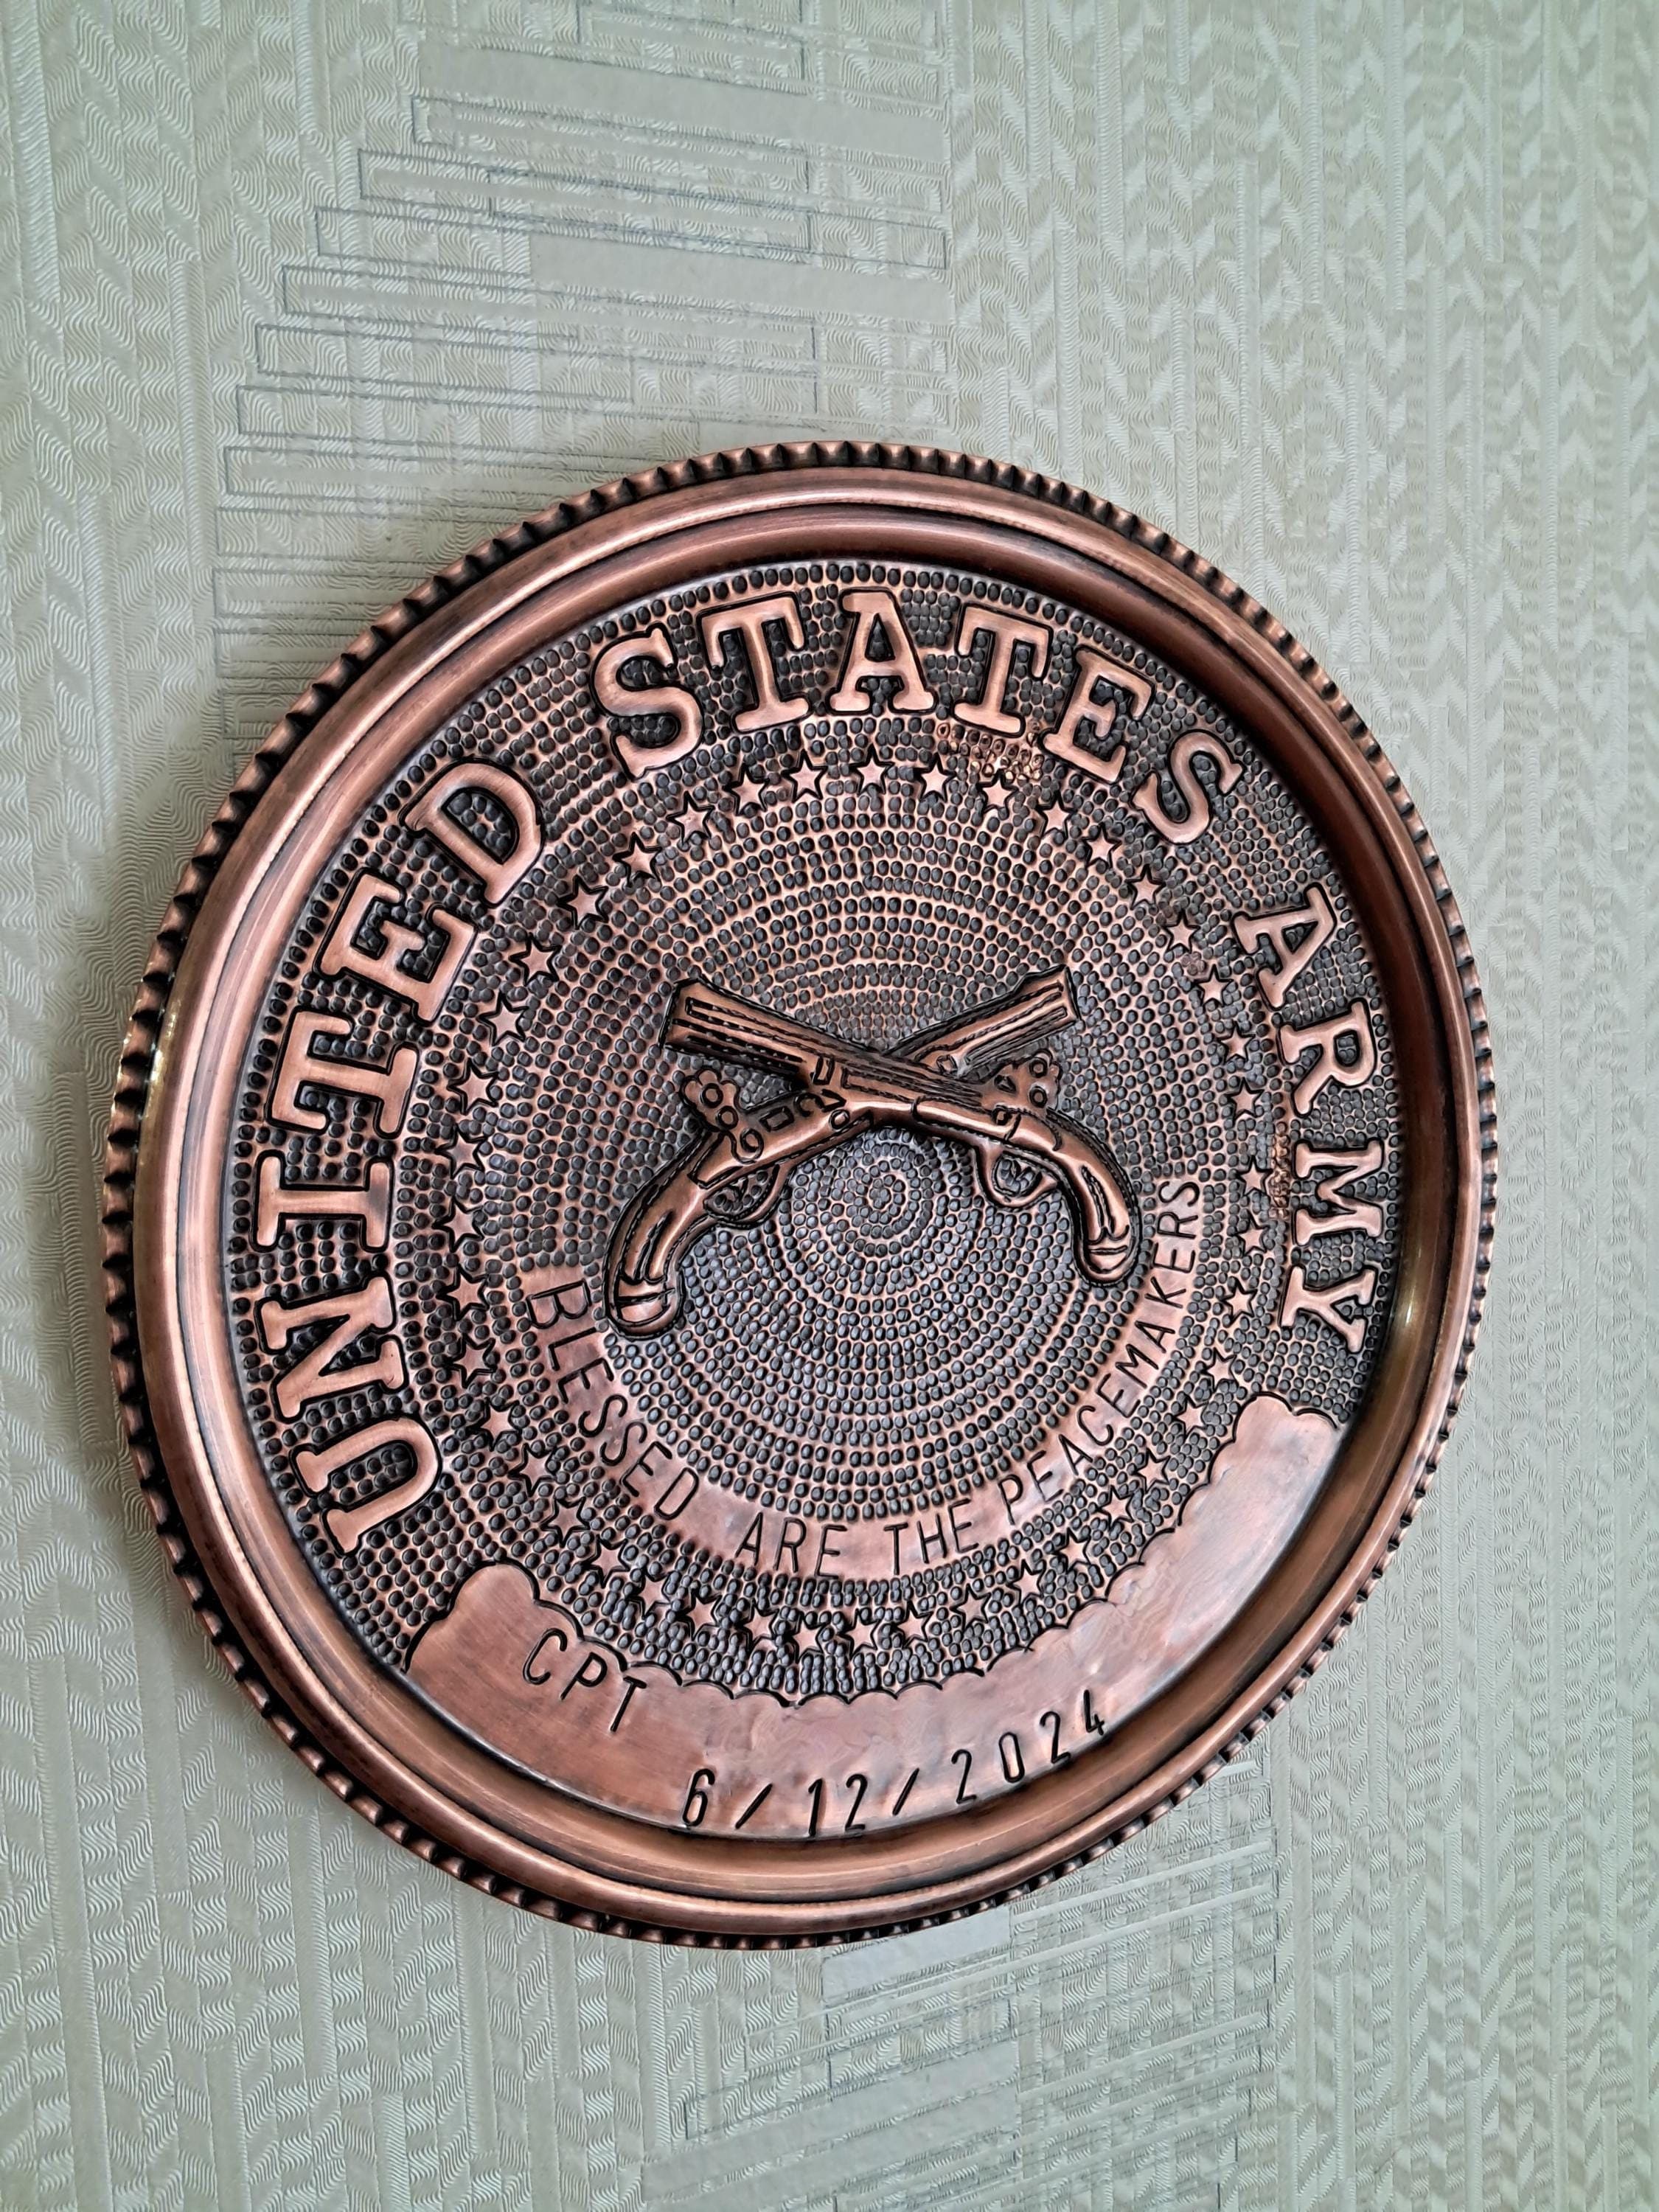 UNITED STATES ARMY
BLESSED ARE THE PEACEMAKERS
CPT
6/12/2024